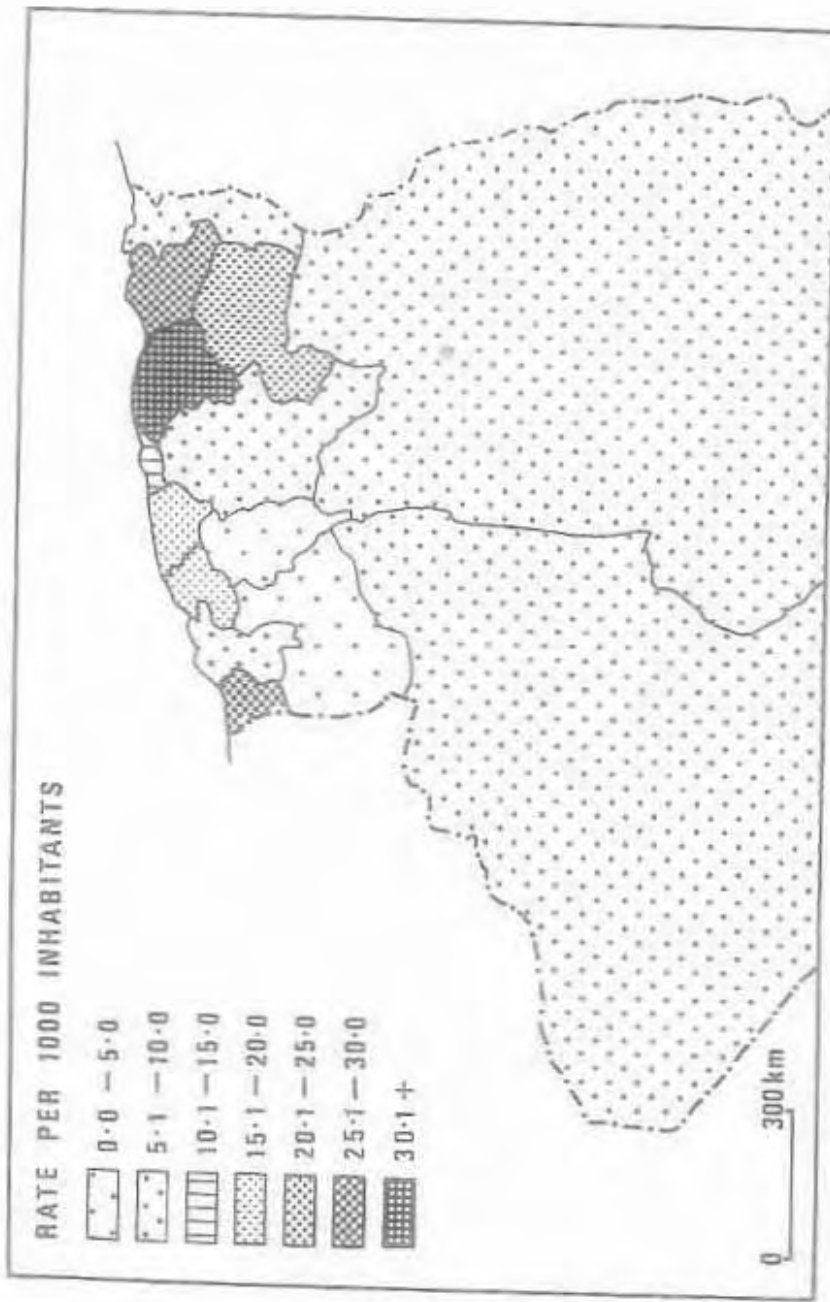 RATE PER 1000 INHABITANTS
0·0 – 5·0
5·1 – 10·0
10·1 – 15·0
15·1 – 20·0
20·1 – 25·0
25·1 – 30·0
30·1 +
0 300 km